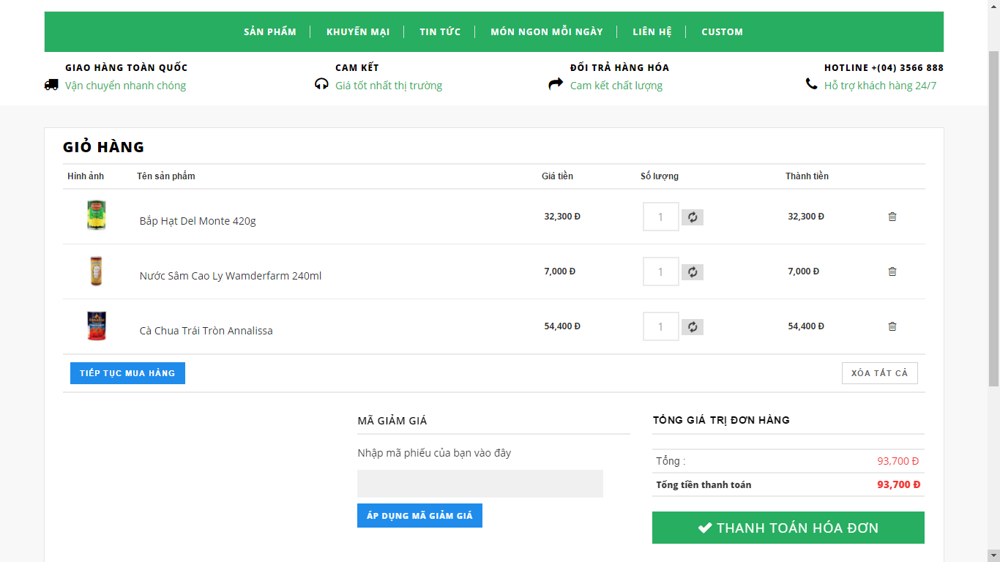 SẢN PHẨM KHUYẾN MẠI TIN TỨC MÓN NGON MỖI NGÀY LIÊN HỆ CUSTOM
GIAO HÀNG TOÀN QUỐC CAM KẾT ĐỔI TRẢ HÀNG HÓA HOTLINE +(04) 3566 888
Vận chuyển nhanh chóng Giá tốt nhất thị trường Cam kết chất lượng Hỗ trợ khách hàng 24/7
GIỎ HÀNG
Hình ảnh Tên sản phẩm Giá tiền Số lượng Thành tiền
Bắp Hạt Del Monte 420g 32,300 Đ 1 32,300 Đ
Nước Sâm Cao Ly Wamderfarm 240ml 7,000 Đ 1 7,000 Đ
Cà Chua Trái Tròn Annalissa 54,400 Đ 1 54,400 Đ
TIẾP TỤC MUA HÀNG XÓA TẤT CẢ
MÃ GIẢM GIÁ
Nhập mã phiếu của bạn vào đây
ÁP DỤNG MÃ GIẢM GIÁ
TỔNG GIÁ TRỊ ĐƠN HÀNG
Tổng : 93,700 Đ
Tổng tiền thanh toán 93,700 Đ
THANH TOÁN HÓA ĐƠN